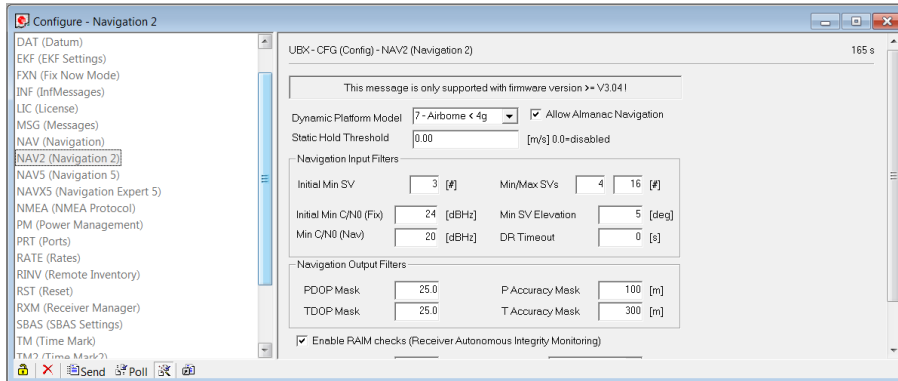 Configure - Navigation 2
DAT (Datum)
EKF (EKF Settings)
FXN (Fix Now Mode)
INF (InfMessages)
LIC (License)
MSG (Messages)
NAV (Navigation)
NAV2 (Navigation 2)
NAV5 (Navigation 5)
NAVX5 (Navigation Expert 5)
NMEA (NMEA Protocol)
PM (Power Management)
PRT (Ports)
RATE (Rates)
RINV (Remote Inventory)
RST (Reset)
RXM (Receiver Manager)
SBAS (SBAS Settings)
TM (Time Mark)
TM2 (Time Mark2)
UBX - CFG (Config) - NAV2 (Navigation 2) 165 s
This message is only supported with firmware version >= V3.04 !
Dynamic Platform Model 7 - Airborne < 4g Allow Almanac Navigation
Static Hold Threshold 0.00 [m/s] 0.0=disabled
Navigation Input Filters
Initial Min SV 3 [#] Min/Max SVs 4 16 [#]
Initial Min C/N0 (Fix) 24 [dBHz] Min SV Elevation 5 [deg]
Min C/N0 (Nav) 20 [dBHz] DR Timeout 0 [s]
Navigation Output Filters
PDOP Mask 25.0 P Accuracy Mask 100 [m]
TDOP Mask 25.0 T Accuracy Mask 300 [m]
Enable RAIM checks (Receiver Autonomous Integrity Monitoring)
Send Poll